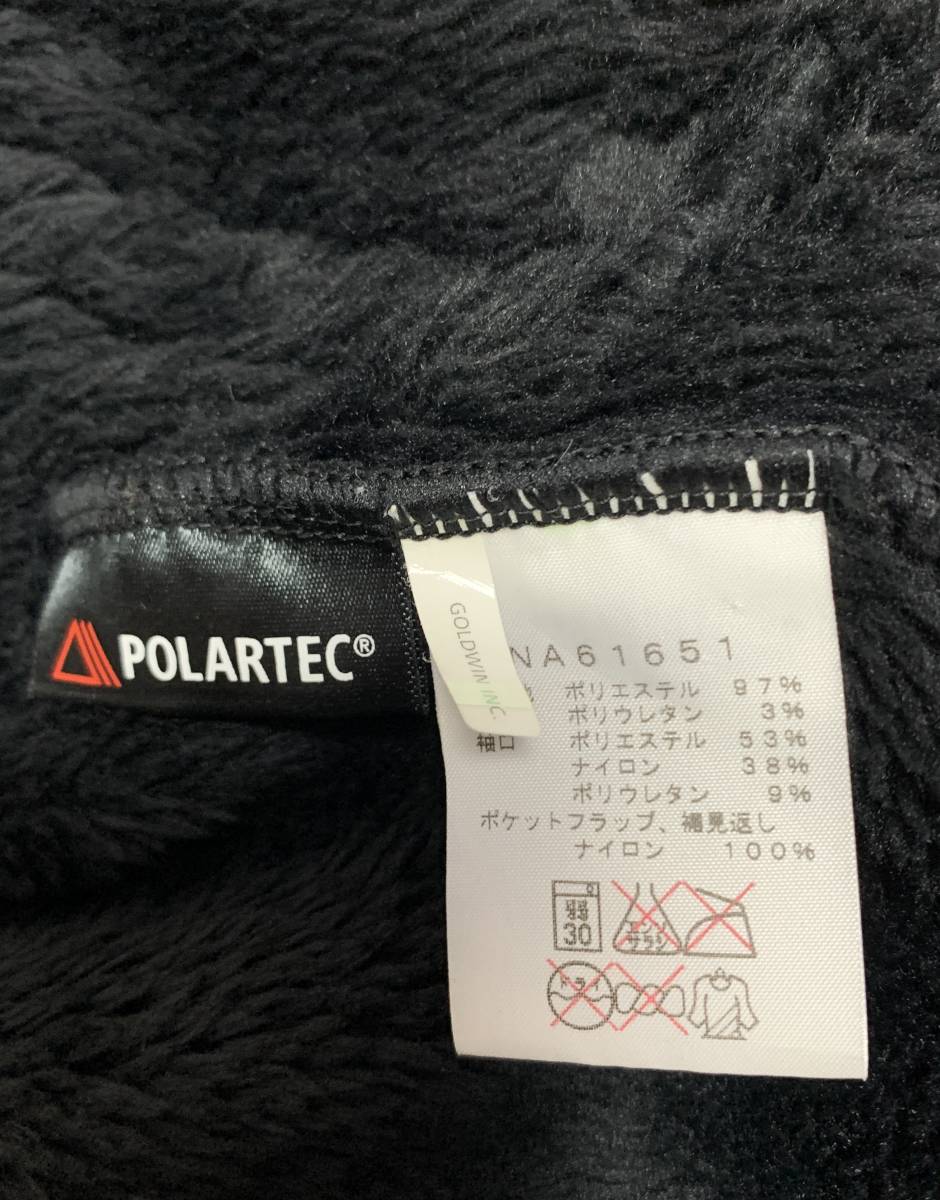 POLARTEC®
GOLDWIN INC.
NA61651
ポリエステル 97%
ポリウレタン 3%
袖口 ポリエステル 53%
ナイロン 38%
ポリウレタン 9%
ポケットフラップ、裾見返し
ナイロン 100%
30
エンソ
サラシ
ドライ